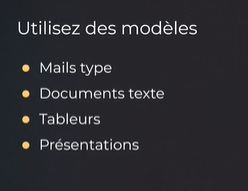 Utilisez des modèles
Mails type
Documents texte
Tableurs
Présentations